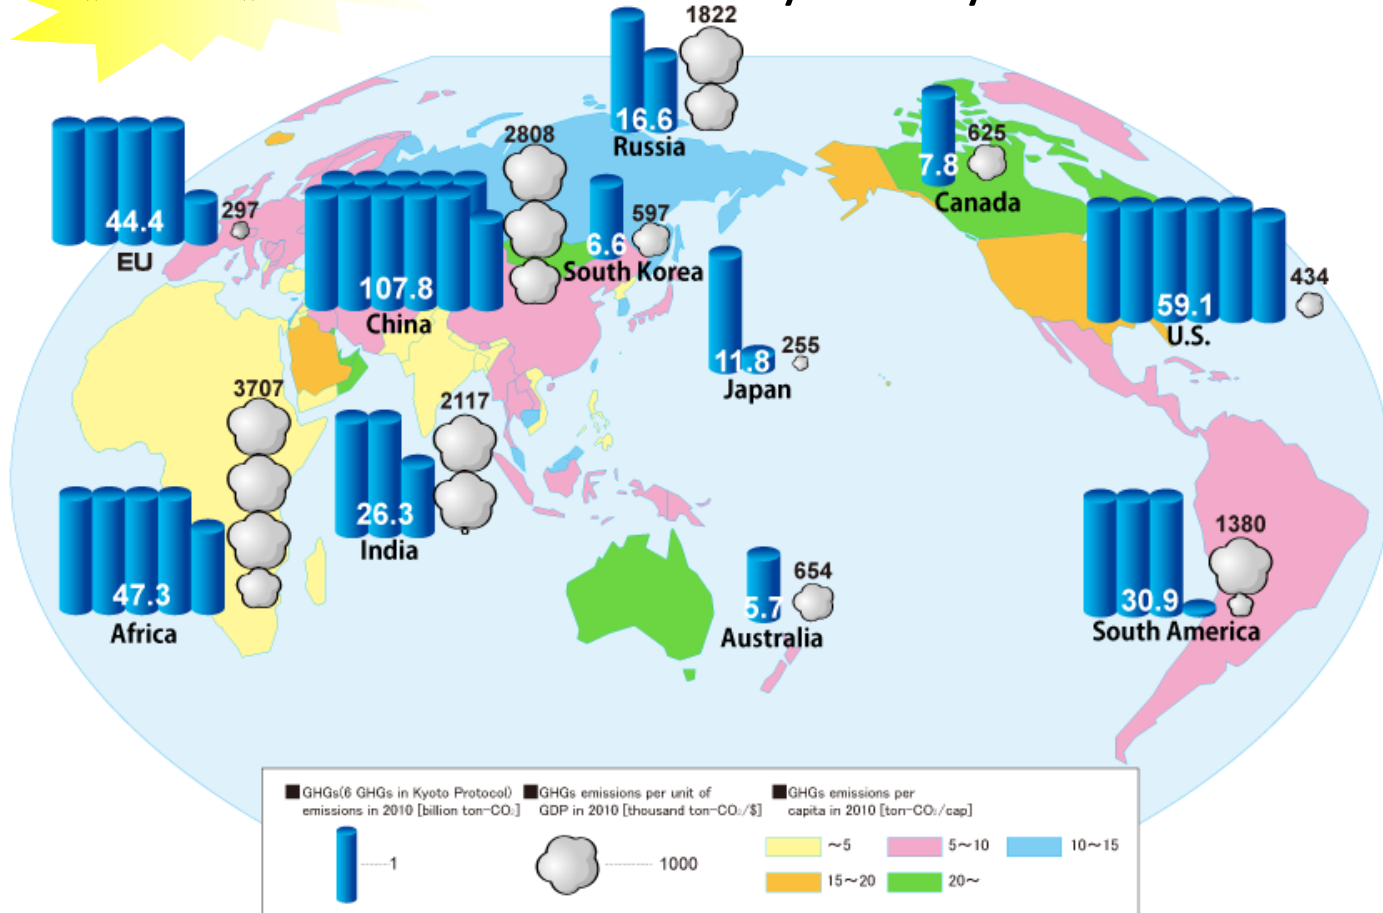 1822
16.6
Russia
2808
625
7.8
Canada
44.4
EU
297
107.8
China
6.6
597
South Korea
59.1
U.S.
434
11.8
255
Japan
3707
2117
26.3
India
47.3
Africa
5.7
654
Australia
1380
30.9
South America
■GHGs(6 GHGs in Kyoto Protocol)
emissions in 2010 [billion ton-CO₂]
1
■GHGs emissions per unit of
GDP in 2010 [thousand ton-CO₂/$]
1000
■GHGs emissions per
capita in 2010 [ton-CO₂/cap]
~5
5~10
10~15
15~20
20~